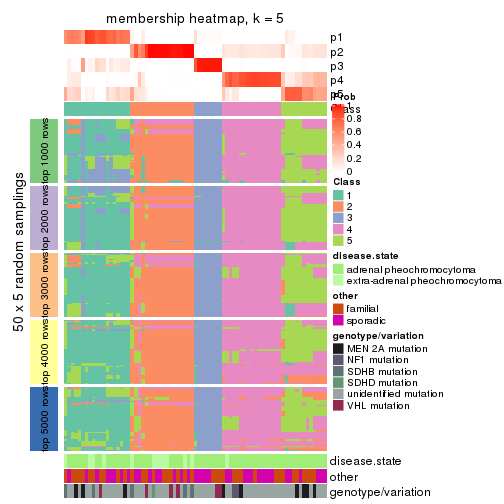 membership heatmap, k = 5
p1
p2
p3
p4
p5
Prob
Class
1
0.8
0.6
0.4
0.2
0
Class
1
2
3
4
5
disease.state
adrenal pheochromocytoma
extra-adrenal pheochromocytoma
other
familial
sporadic
genotype/variation
MEN 2A mutation
NF1 mutation
SDHB mutation
SDHD mutation
unidentified mutation
VHL mutation
50 x 5 random samplings
top 1000 rows
top 2000 rows
top 3000 rows
top 4000 rows
top 5000 rows
disease.state
other
genotype/variation